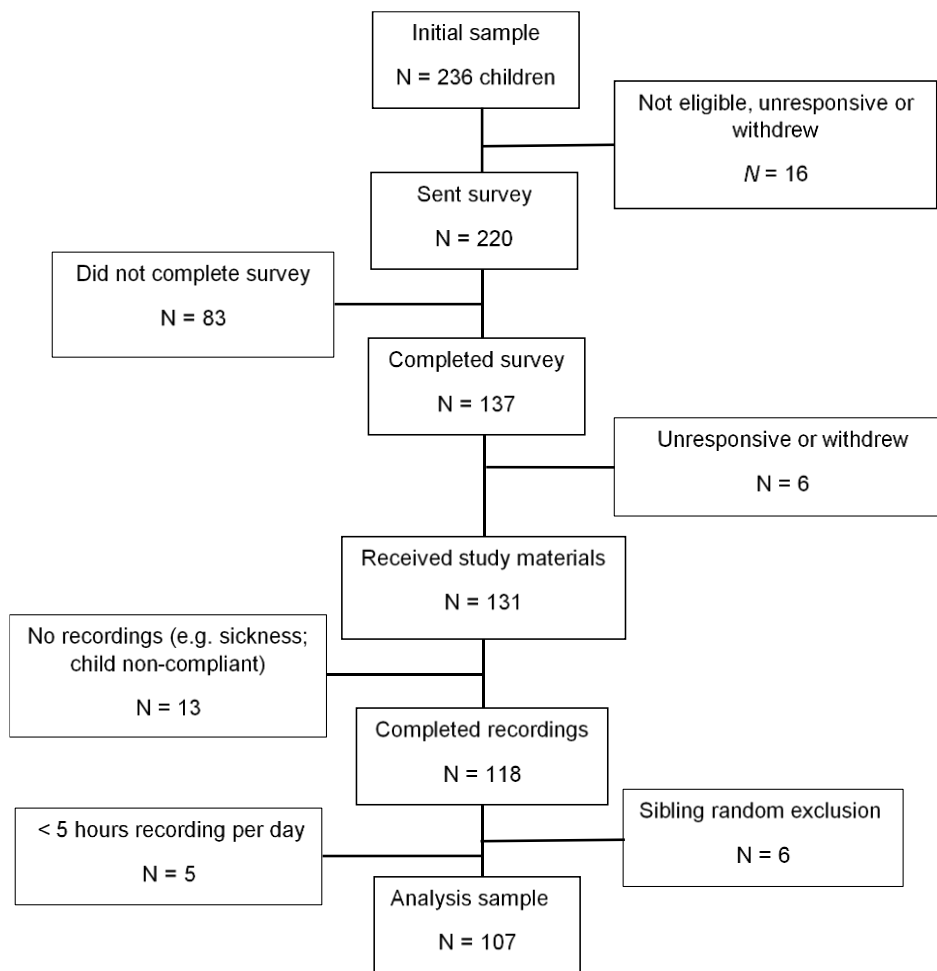 Initial sample
N = 236 children
Not eligible, unresponsive or
withdrew
N = 16
Sent survey
N = 220
Did not complete survey
N = 83
Completed survey
N = 137
Unresponsive or withdrew
N = 6
Received study materials
N = 131
No recordings (e.g. sickness;
child non-compliant)
N = 13
Completed recordings
N = 118
< 5 hours recording per day
N = 5
Sibling random exclusion
N = 6
Analysis sample
N = 107